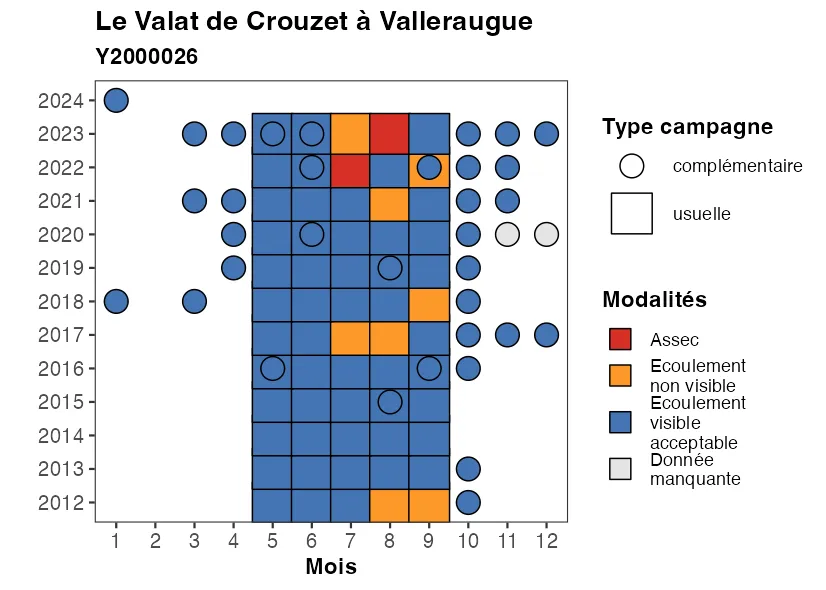 Le Valat de Crouzet à Valleraugue
Y2000026
2024
2023
2022
2021
2020
2019
2018
2017
2016
2015
2014
2013
2012
1 2 3 4 5 6 7 8 9 10 11 12
Mois
Type campagne
complémentaire
usuelle
Modalités
Assec
Ecoulement
non visible
Ecoulement
visible
acceptable
Donnée
manquante